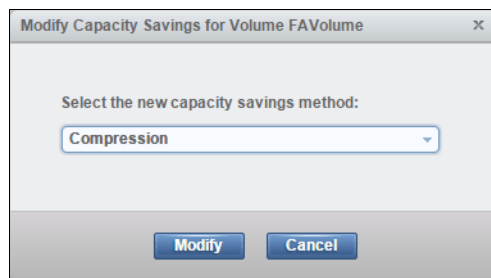 Modify Capacity Savings for Volume FAVolume x
Select the new capacity savings method:
Compression
Modify Cancel